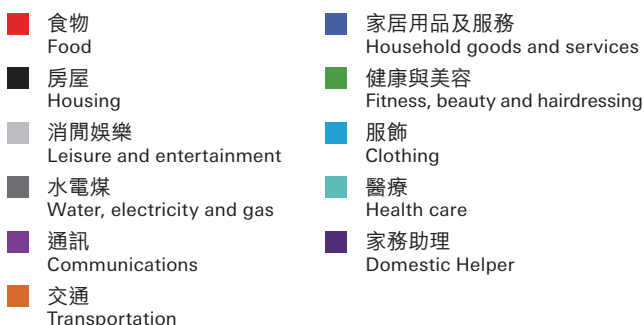 食物
Food
房屋
Housing
消閒娛樂
Leisure and entertainment
水電煤
Water, electricity and gas
通訊
Communications
交通
Transportation
家居用品及服務
Household goods and services
健康與美容
Fitness, beauty and hairdressing
服飾
Clothing
醫療
Health care
家務助理
Domestic Helper